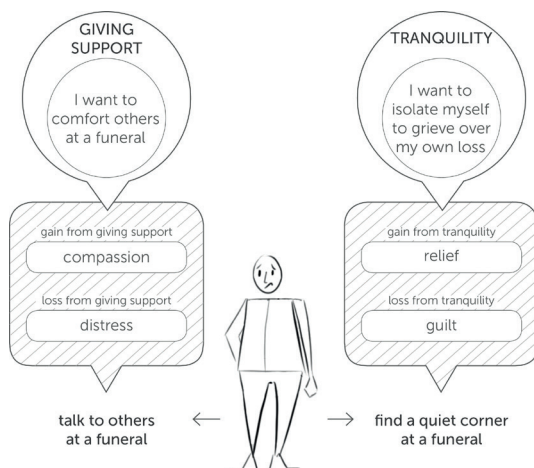 GIVING
SUPPORT
I want to
comfort others
at a funeral
gain from giving support
compassion
loss from giving support
distress
talk to others
at a funeral
TRANQUILITY
I want to
isolate myself
to grieve over
my own loss
gain from tranquility
relief
loss from tranquility
guilt
find a quiet corner
at a funeral